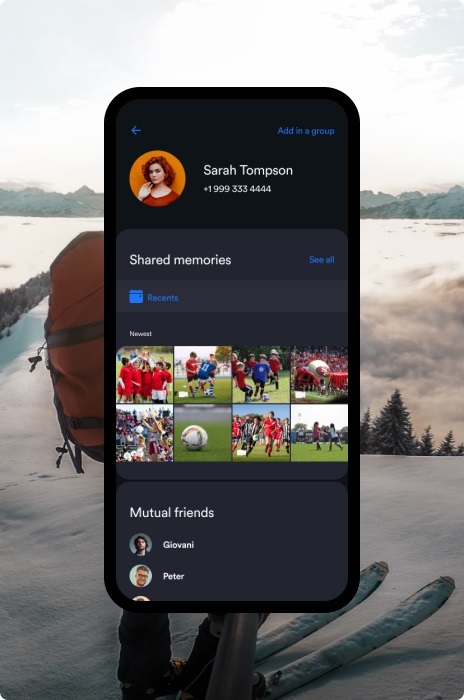 Add in a group
Sarah Tompson
+1 999 333 4444
Shared memories
See all
Recents
Newest
Mutual friends
Giovani
Peter